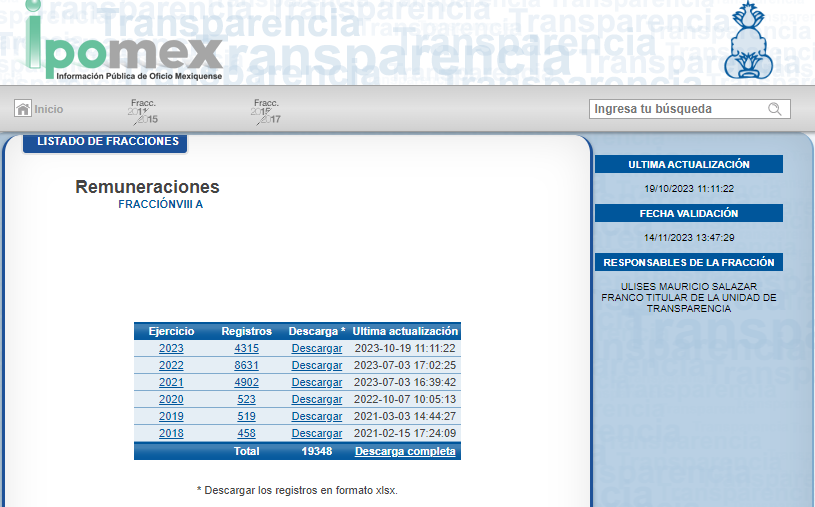 ipomex
Información Pública de Oficio Mexiquense
Inicio
Fracc.
2015
Fracc.
2017
Ingresa tu búsqueda
LISTADO DE FRACCIONES
Remuneraciones
FRACCIÓNVIII A
Ejercicio Registros Descarga * Ultima actualización
2023 4315 Descargar 2023-10-19 11:11:22
2022 8631 Descargar 2023-07-03 17:02:25
2021 4902 Descargar 2023-07-03 16:39:42
2020 523 Descargar 2022-10-07 10:05:13
2019 519 Descargar 2021-03-03 14:44:27
2018 458 Descargar 2021-02-15 17:24:09
Total 19348 Descarga completa
* Descargar los registros en formato xlsx.
ULTIMA ACTUALIZACIÓN
19/10/2023 11:11:22
FECHA VALIDACIÓN
14/11/2023 13:47:29
RESPONSABLES DE LA FRACCIÓN
ULISES MAURICIO SALAZAR
FRANCO TITULAR DE LA UNIDAD DE
TRANSPARENCIA
Transparencia